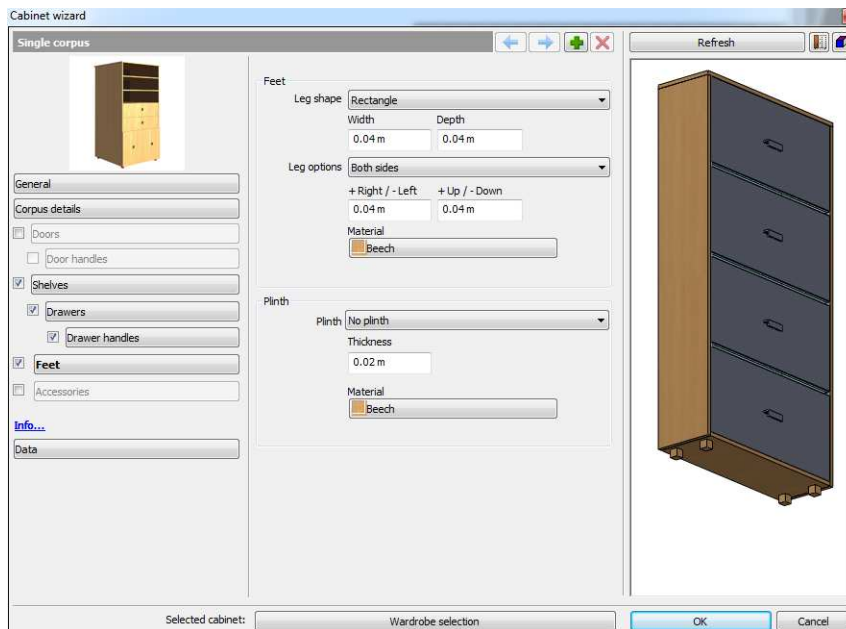 Cabinet wizard
Single corpus
Refresh
General
Corpus details
Doors
Door handles
Shelves
Drawers
Drawer handles
Feet
Accessories
Info...
Data
Feet
Leg shape Rectangle
Width Depth
0.04 m 0.04 m
Leg options Both sides
+ Right / - Left + Up / - Down
0.04 m 0.04 m
Material
Beech
Plinth
Plinth No plinth
Thickness
0.02 m
Material
Beech
Selected cabinet: Wardrobe selection OK Cancel